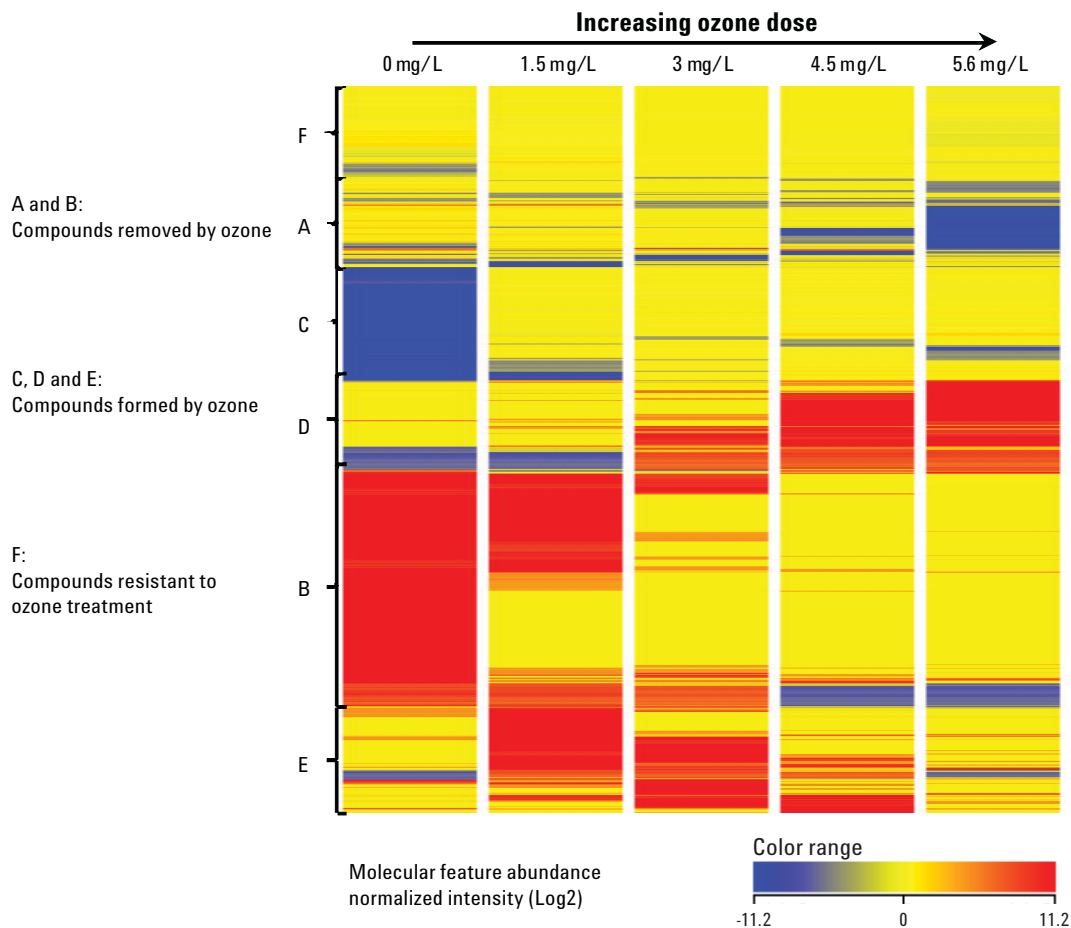 Increasing ozone dose
0 mg/L 1.5 mg/L 3 mg/L 4.5 mg/L 5.6 mg/L
F
A and B:
Compounds removed by ozone
A
C
C, D and E:
Compounds formed by ozone
D
F:
Compounds resistant to
ozone treatment
B
E
Molecular feature abundance
normalized intensity (Log2)
Color range
-11.2 0 11.2